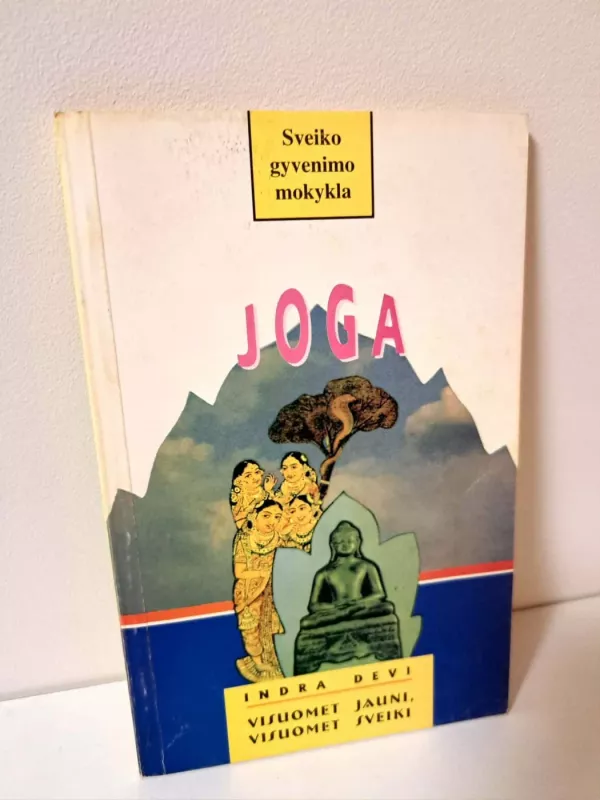 Sveiko
gyvenimo
mokykla
JOGA
INDRA DEVI
VISUOMET JAUNI,
VISUOMET SVEIKI